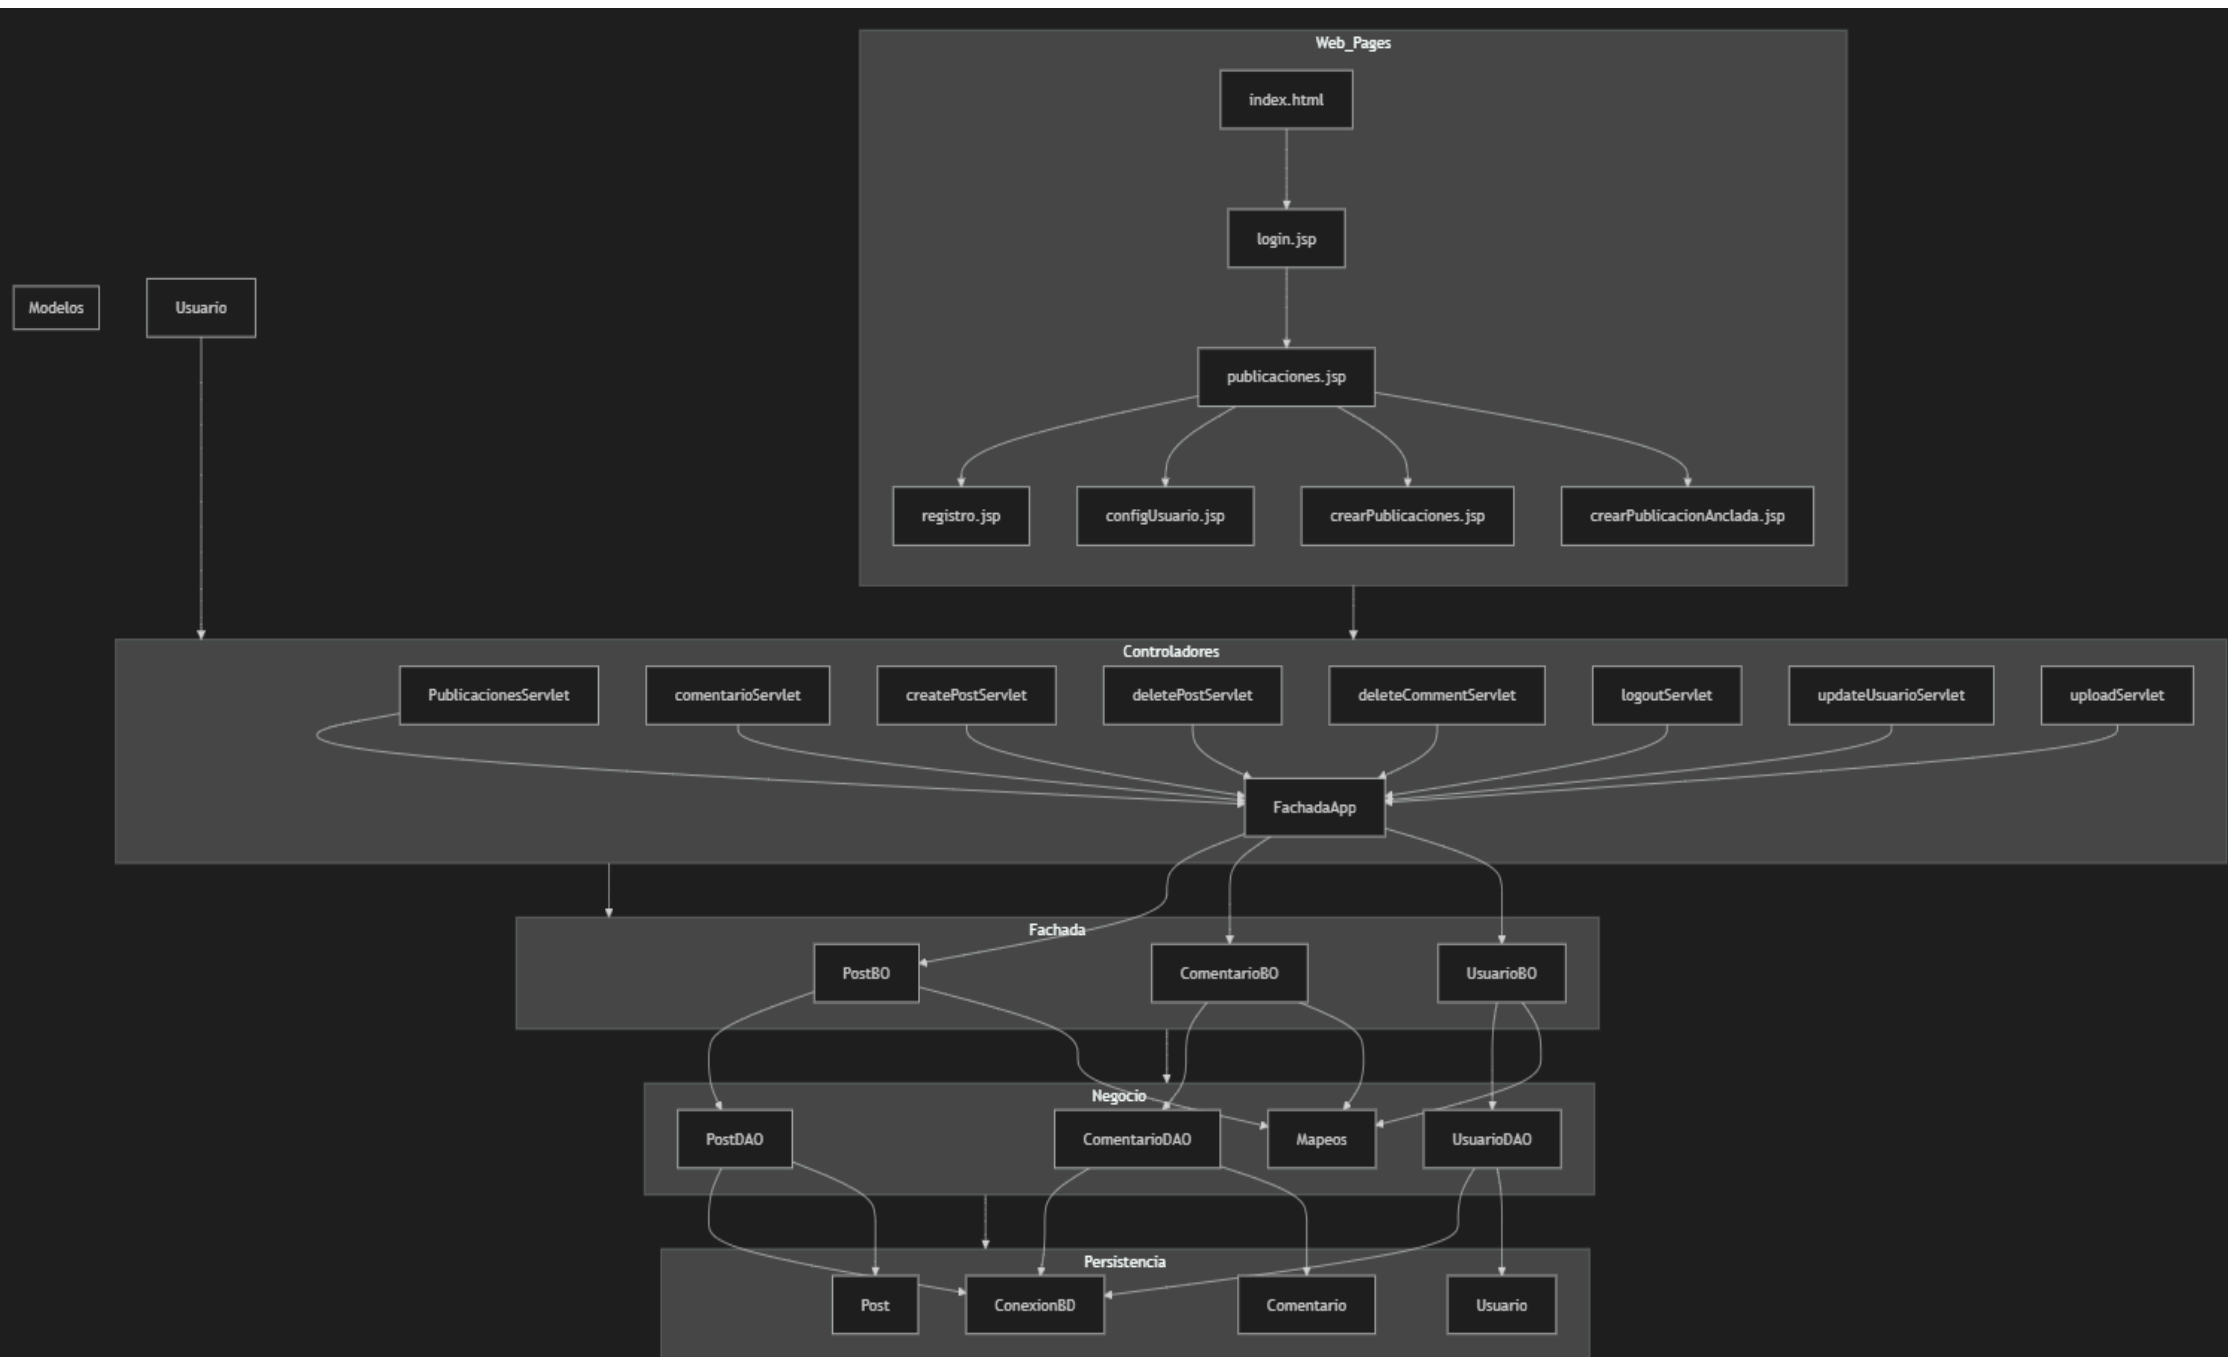 Web_Pages
index.html
login.jsp
Modelos
Usuario
publicaciones.jsp
registro.jsp
configUsuario.jsp
crearPublicaciones.jsp
crearPublicacionAnclada.jsp
Controladores
PublicacionesServlet
comentarioServlet
createPostServlet
deletePostServlet
deleteCommentServlet
logoutServlet
updateUsuarioServlet
uploadServlet
FachadaApp
Fachada
PostBO
ComentarioBO
UsuarioBO
Negocio
PostDAO
ComentarioDAO
Mapeos
UsuarioDAO
Persistencia
Post
ConexionBD
Comentario
Usuario